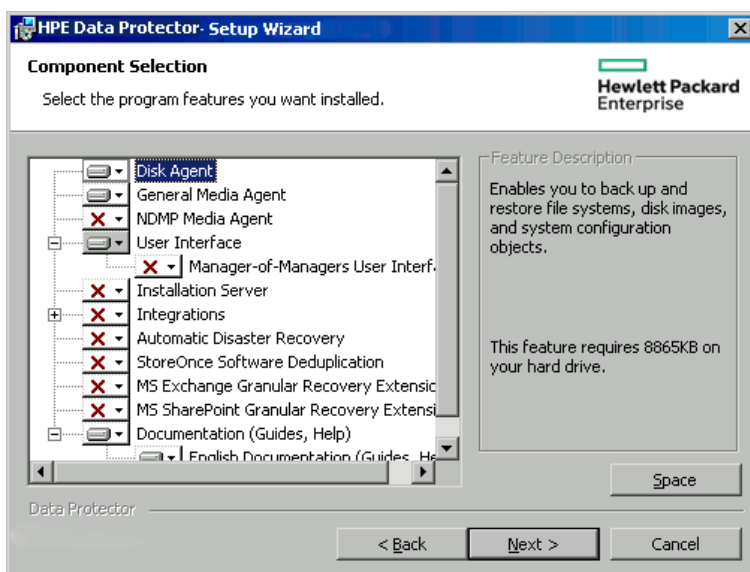 HPE Data Protector- Setup Wizard
Component Selection
Select the program features you want installed.
Hewlett Packard
Enterprise
Disk Agent
General Media Agent
NDMP Media Agent
User Interface
Manager-of-Managers User Interf
Installation Server
Integrations
Automatic Disaster Recovery
StoreOnce Software Deduplication
MS Exchange Granular Recovery Extensic
MS SharePoint Granular Recovery Extensi
Documentation (Guides, Help)
English Documentation (Guides, He
Feature Description
Enables you to back up and
restore file systems, disk images,
and system configuration
objects.
This feature requires 8865KB on
your hard drive.
Space
Data Protector
< Back
Next >
Cancel